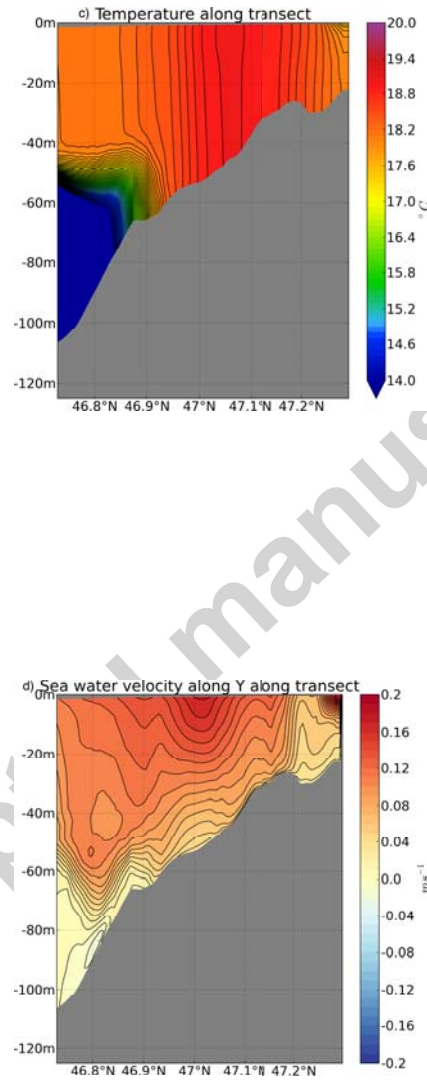 c) Temperature along transect
0m
-20m
-40m
-60m
-80m
-100m
-120m
46.8°N 46.9°N 47°N 47.1°N 47.2°N
20.0
19.4
18.8
18.2
17.6
17.0
16.4
15.8
15.2
14.6
14.0
°C
manus
d) Sea water velocity along Y along transect
0m
-20m
-40m
-60m
-80m
-100m
-120m
46.8°N 46.9°N 47°N 47.1°N 47.2°N
0.2
0.16
0.12
0.08
0.04
0.0
-0.04
-0.08
-0.12
-0.16
-0.2
ms⁻¹